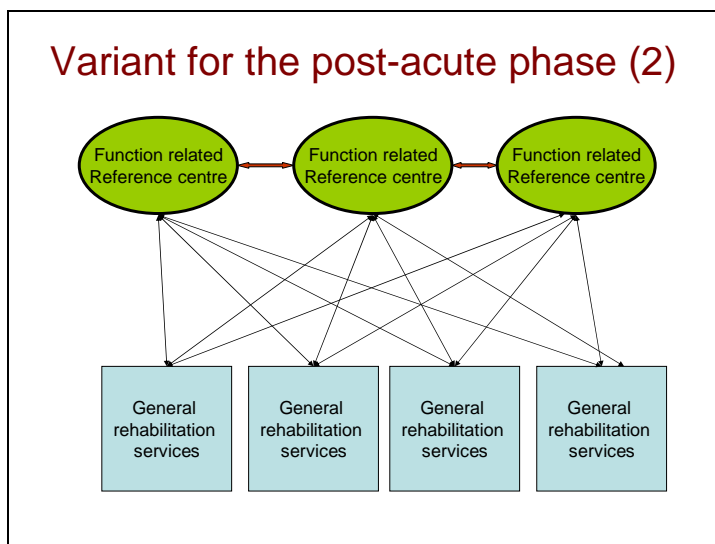 Variant for the post-acute phase (2)
Function related
Reference centre
Function related
Reference centre
Function related
Reference centre
General
rehabilitation
services
General
rehabilitation
services
General
rehabilitation
services
General
rehabilitation
services